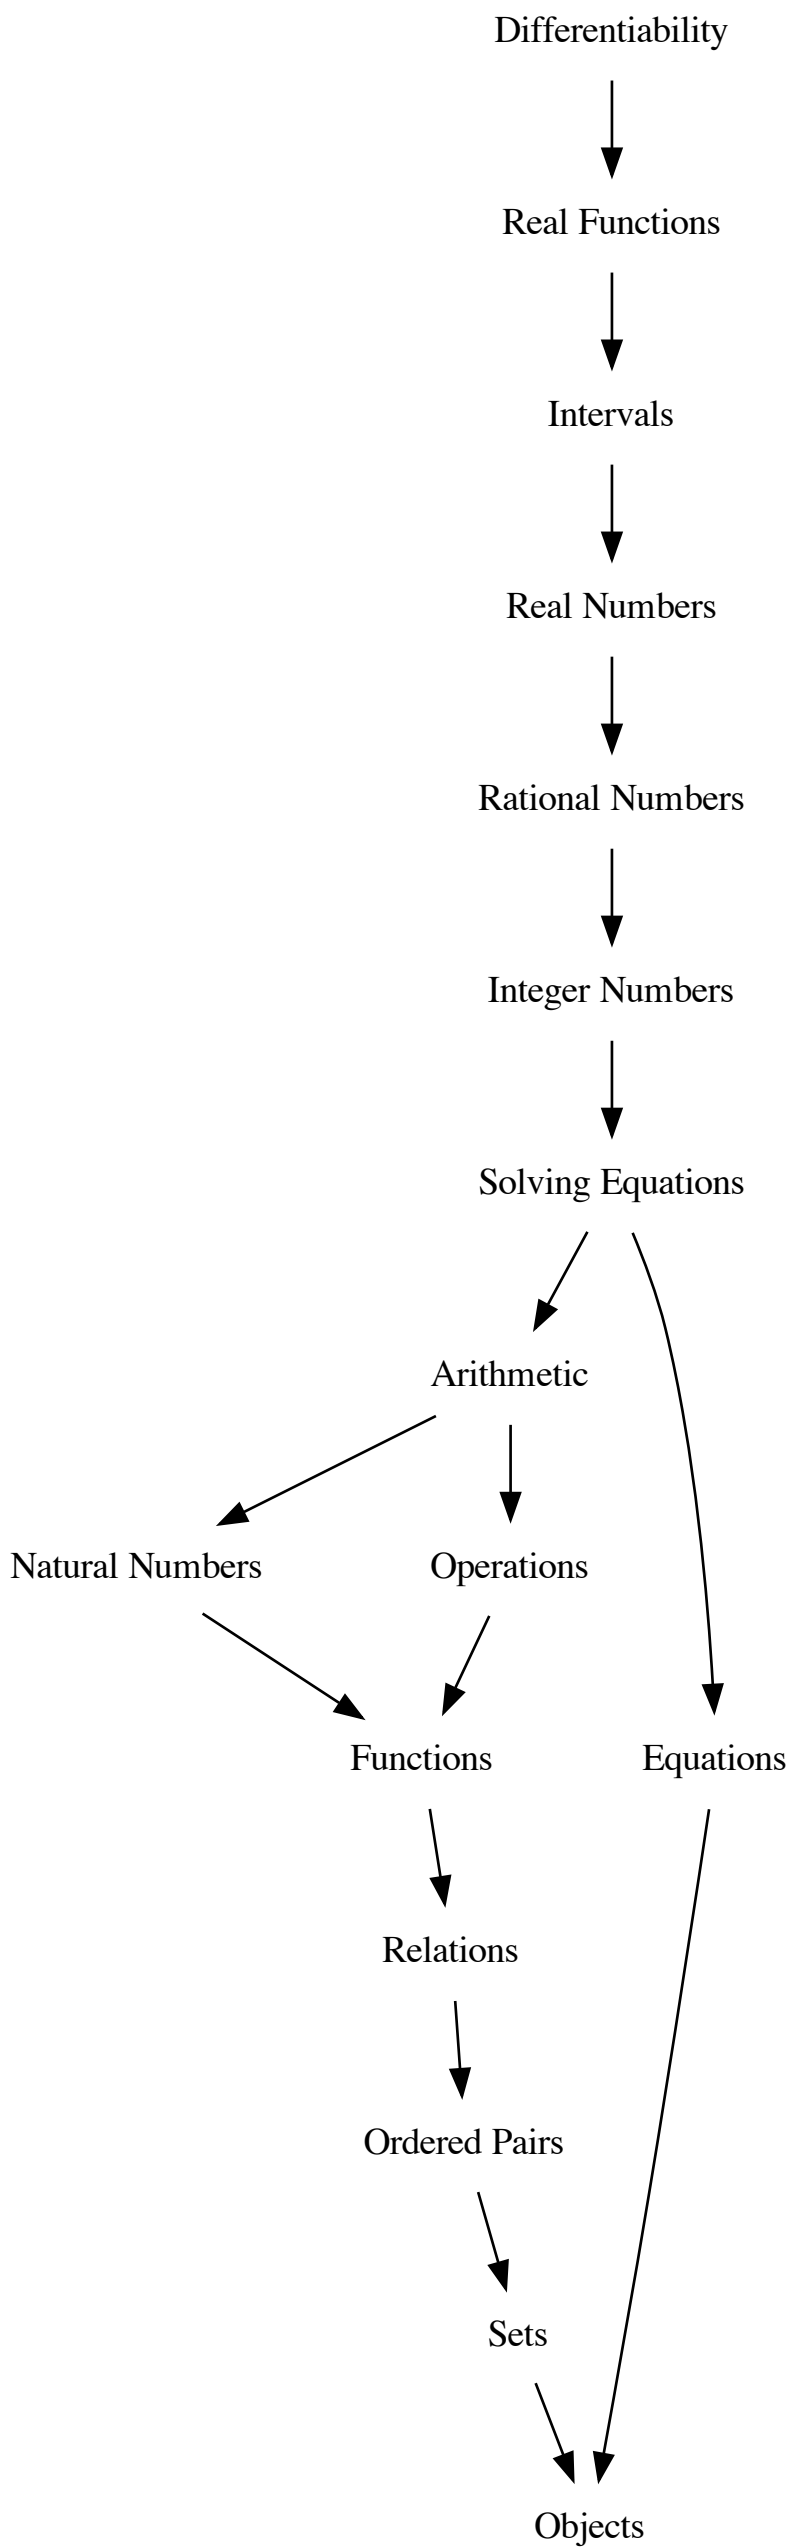 Differentiability
Real Functions
Intervals
Real Numbers
Rational Numbers
Integer Numbers
Solving Equations
Arithmetic
Natural Numbers
Operations
Functions
Equations
Relations
Ordered Pairs
Sets
Objects